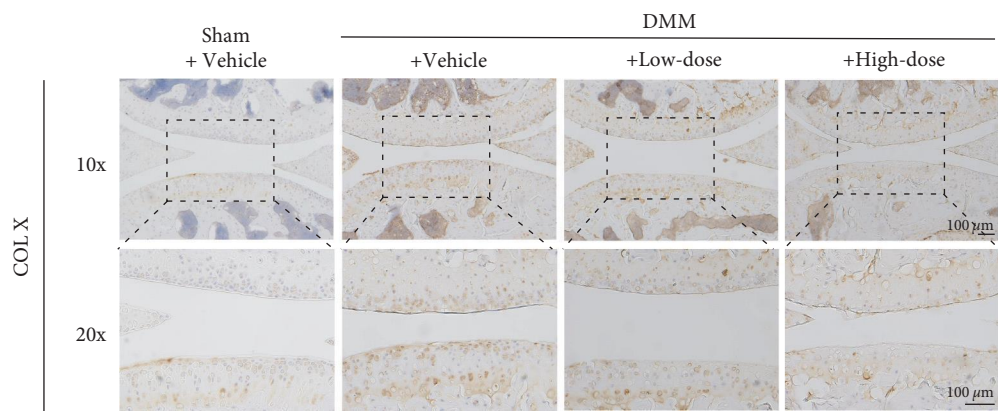 DMM
Sham
+ Vehicle
+Vehicle
+Low-dose
+High-dose
COL X
10x
100 μm
20x
100 μm